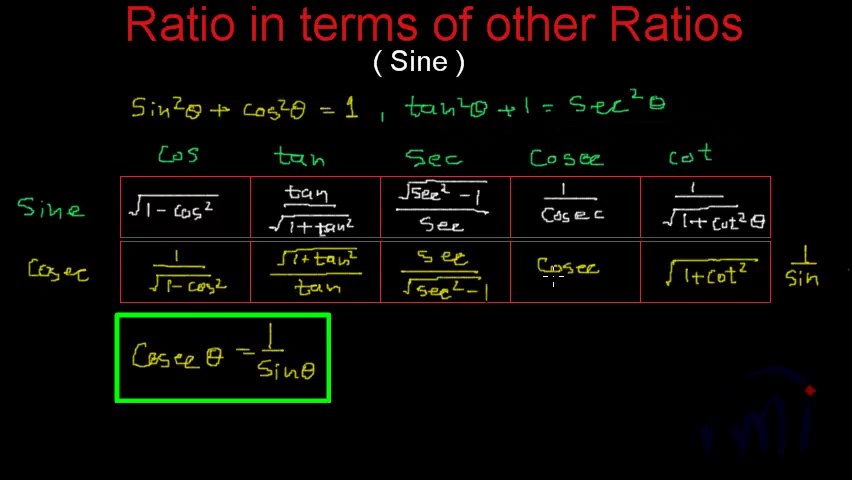 Ratio in terms of other Ratios
( Sine )
Sin²θ + cos²θ = 1 , tan²θ + 1 = Sec²θ
Cos tan Sec Cosec cot
Sine √(1-cos²) tan/√(1+tan²) √(sec²-1)/Sec 1/Cosec 1/√(1+cot²θ)
Cosec 1/√(1-cos²) √(1+tan²)/tan Sec/√(sec²-1) Cosec √(1+cot²) 1/Sin
Cosec θ = 1/Sinθ